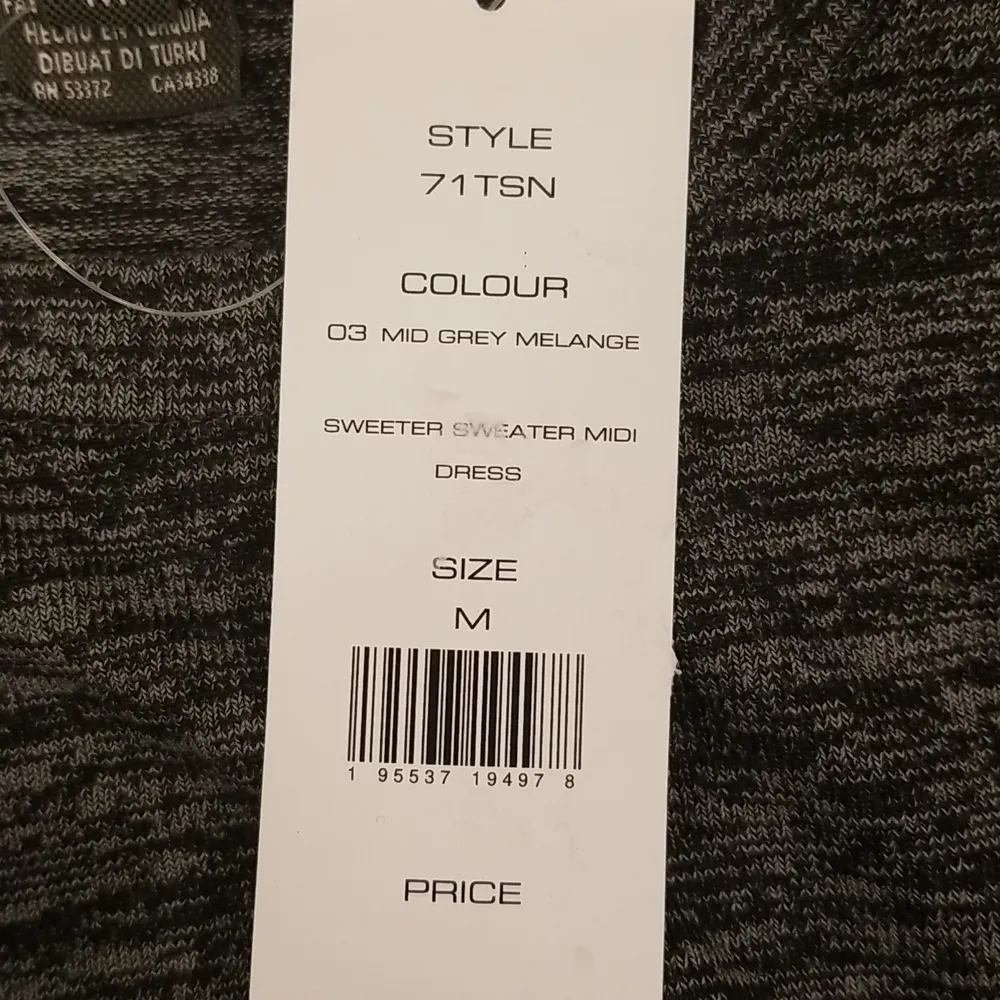 HECHO EN TURQUIA
DIBUAT DI TURKI
RN 53372 CA34338
STYLE
71TSN
COLOUR
03 MID GREY MELANGE
SWEETER SWEATER MIDI
DRESS
SIZE
M
1 95537 19497 8
PRICE